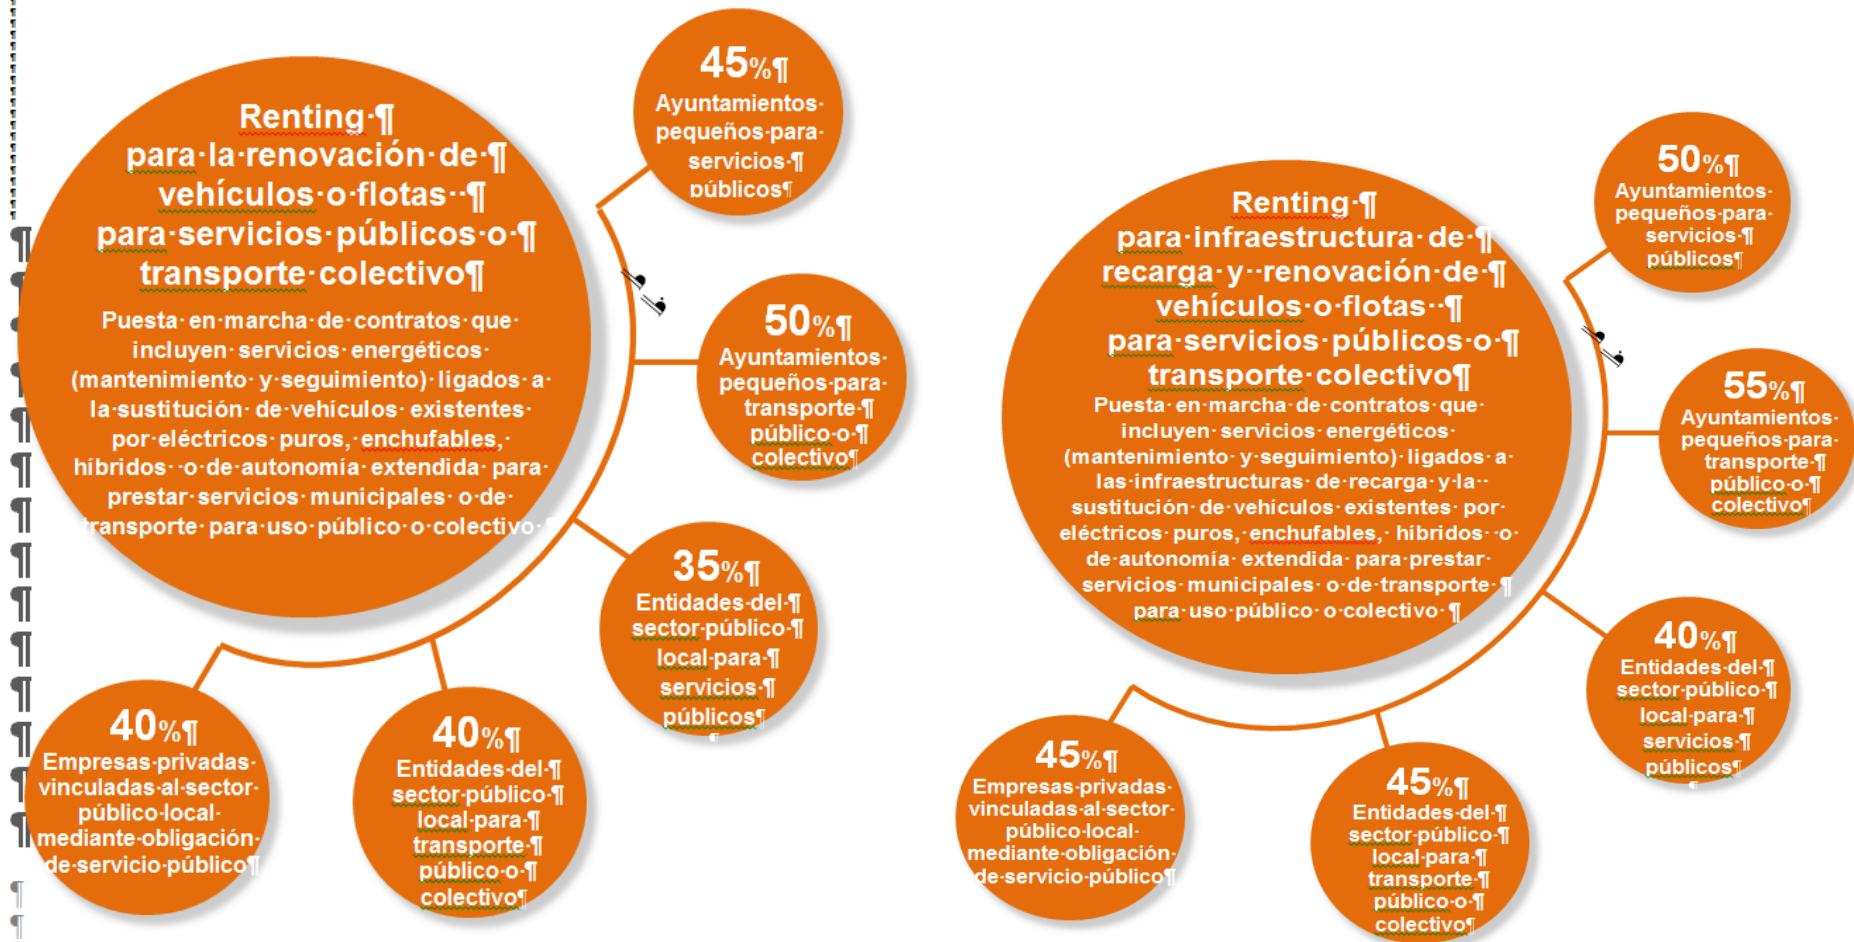 Renting
para la renovación de
vehículos o flotas
para servicios públicos o
transporte colectivo
Puesta en marcha de contratos que
incluyen servicios energéticos
(mantenimiento y seguimiento) ligados a
la sustitución de vehículos existentes
por eléctricos puros, enchufables,
híbridos o de autonomía extendida para
prestar servicios municipales o de
transporte para uso público o colectivo
45%
Ayuntamientos
pequeños para
servicios
públicos
50%
Ayuntamientos
pequeños para
transporte
público o
colectivo
35%
Entidades del
sector público
local para
servicios
públicos
40%
Entidades del
sector público
local para
transporte
público o
colectivo
40%
Empresas privadas
vinculadas al sector
público local
mediante obligación
de servicio público
Renting
para infraestructura de
recarga y renovación de
vehículos o flotas
para servicios públicos o
transporte colectivo
Puesta en marcha de contratos que
incluyen servicios energéticos
(mantenimiento y seguimiento) ligados a
las infraestructuras de recarga y la
sustitución de vehículos existentes por
eléctricos puros, enchufables, híbridos o
de autonomía extendida para prestar
servicios municipales o de transporte
para uso público o colectivo
50%
Ayuntamientos
pequeños para
servicios
públicos
55%
Ayuntamientos
pequeños para
transporte
público o
colectivo
40%
Entidades del
sector público
local para
servicios
públicos
45%
Entidades del
sector público
local para
transporte
público o
colectivo
45%
Empresas privadas
vinculadas al sector
público local
mediante obligación
de servicio público